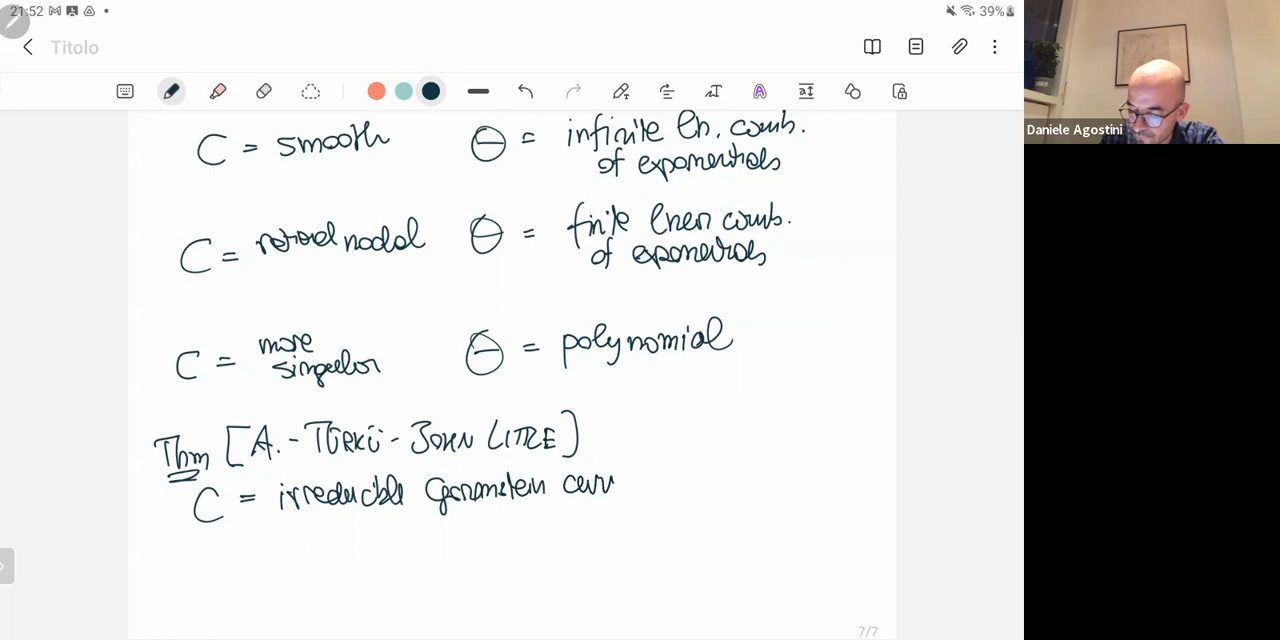 21:52
39%
Titolo
C = smooth Θ = infinite lin. comb.
of exponentials
C = nodal Θ = finite linear comb.
of exponentials
C = more
singular Θ = polynomial
Thm [A. - TÜRKÜ - JOHN LITTLE]
C = irreducible Gorenstein curv
7/7
Daniele Agostini